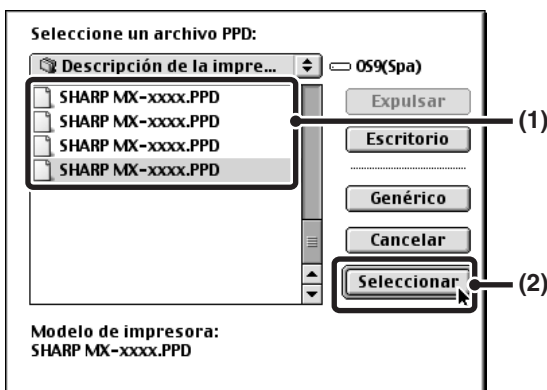 Seleccione un archivo PPD:
Descripción de la impre... OS9(Spa)
SHARP MX-xxxx.PPD Expulsar
SHARP MX-xxxx.PPD (1)
SHARP MX-xxxx.PPD Escritorio
SHARP MX-xxxx.PPD
Genérico
Cancelar
Seleccionar (2)
Modelo de impresora:
SHARP MX-xxxx.PPD